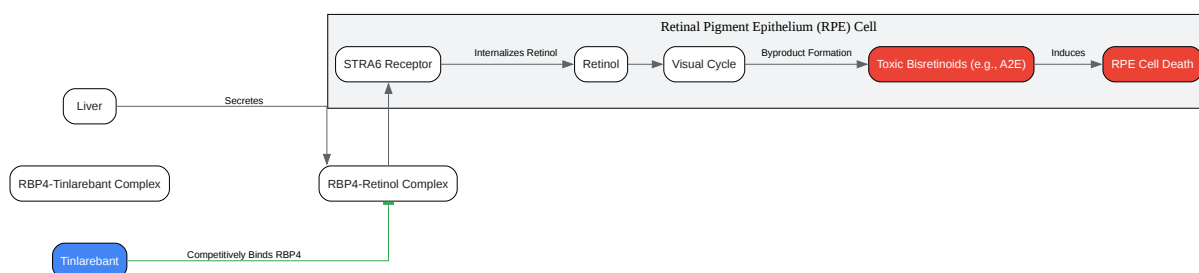 Retinal Pigment Epithelium (RPE) Cell
STRA6 Receptor
Internalizes Retinol
Retinol
Visual Cycle
Byproduct Formation
Toxic Bisretinoids (e.g., A2E)
Induces
RPE Cell Death
Liver
Secretes
RBP4-Tinlarebant Complex
RBP4-Retinol Complex
Tinlarebant
Competitively Binds RBP4